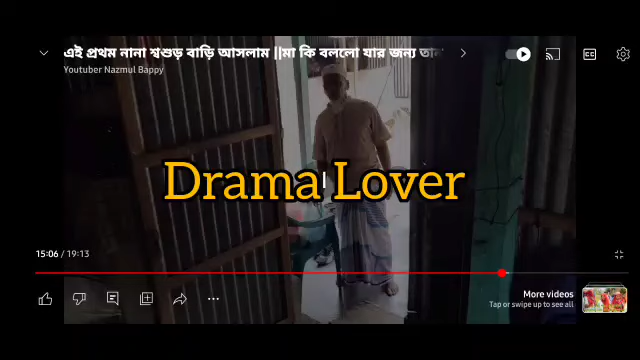 এই প্রথম নানা শ্বশুড় বাড়ি আসলাম ||মা কি বললো যার জন্য তান
Youtuber Nazmul Bappy
CC
Drama Lover
15:06 / 19:13
More videos
Tap or swipe up to see all